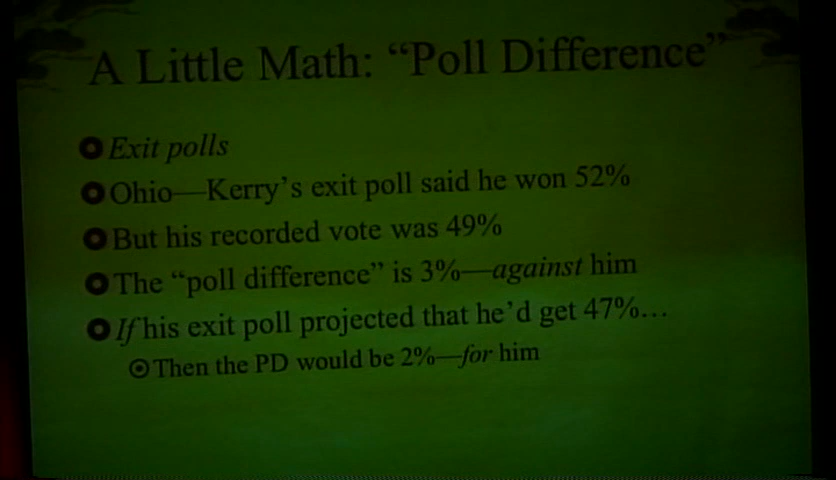 A Little Math: “Poll Difference”
Exit polls
Ohio—Kerry’s exit poll said he won 52%
But his recorded vote was 49%
The “poll difference” is 3%—against him
If his exit poll projected that he’d get 47%…
Then the PD would be 2%—for him